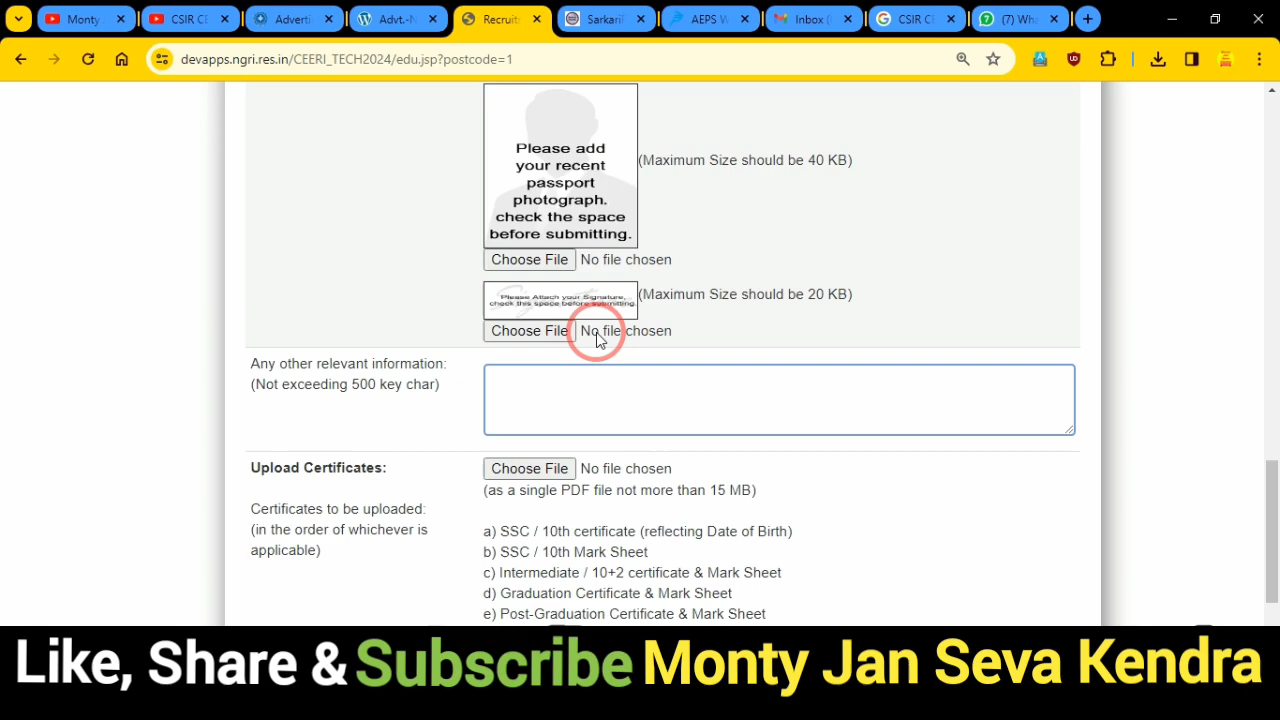 Monty
CSIR CE
Adverti
Advt.-N
Recruit
Sarkari
AEPS W
Inbox (
CSIR CE
(7) Wha
devapps.ngri.res.in/CEERI_TECH2024/edu.jsp?postcode=1
Please add
your recent
passport
photograph.
check the space
before submitting.
(Maximum Size should be 40 KB)
Choose File No file chosen
Please Attach your Signature,
check this space before submitting.
(Maximum Size should be 20 KB)
Choose File No file chosen
Any other relevant information:
(Not exceeding 500 key char)
Upload Certificates:
Choose File No file chosen
(as a single PDF file not more than 15 MB)
Certificates to be uploaded:
(in the order of whichever is
applicable)
a) SSC / 10th certificate (reflecting Date of Birth)
b) SSC / 10th Mark Sheet
c) Intermediate / 10+2 certificate & Mark Sheet
d) Graduation Certificate & Mark Sheet
e) Post-Graduation Certificate & Mark Sheet
Like, Share & Subscribe Monty Jan Seva Kendra